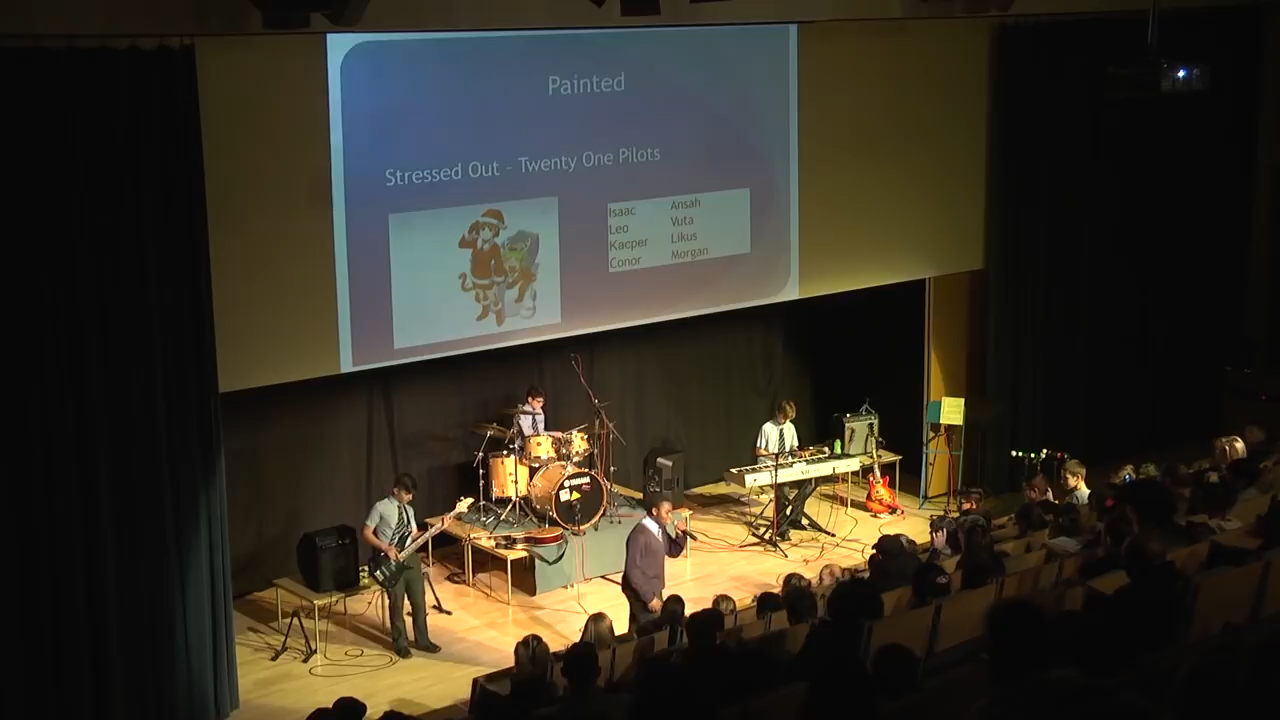 Painted
Stressed Out - Twenty One Pilots
Isaac Ansah
Leo Vuta
Kacper Likus
Conor Morgan
YAMAHA